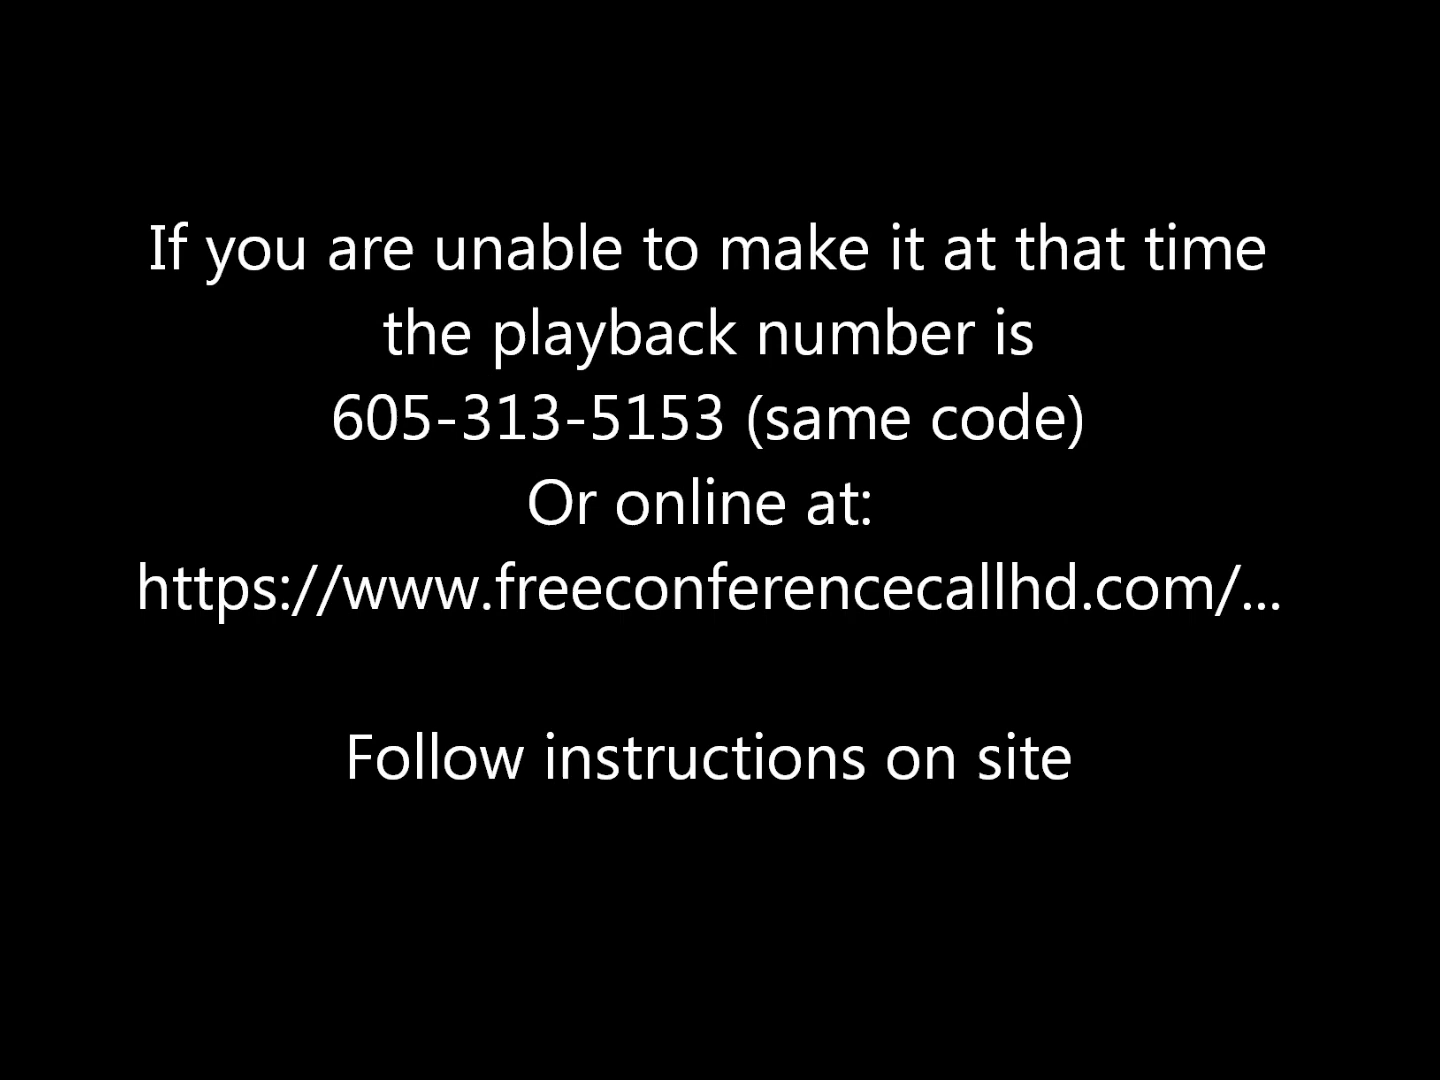 If you are unable to make it at that time
the playback number is
605-313-5153 (same code)
Or online at:
https://www.freeconferencecallhd.com/...
Follow instructions on site